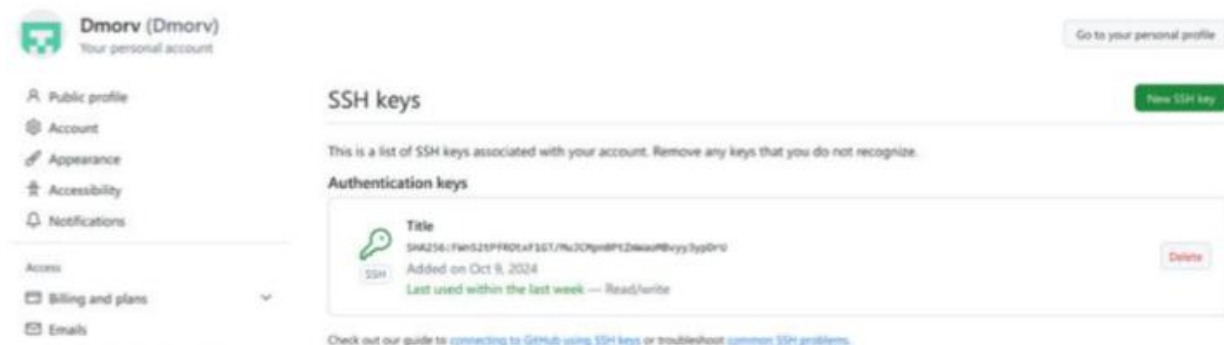 Dmorv (Dmorv)
Your personal account
Go to your personal profile
Public profile
Account
Appearance
Accessibility
Notifications
Access
Billing and plans
Emails
SSH keys
New SSH key
This is a list of SSH keys associated with your account. Remove any keys that you do not recognize.
Authentication keys
Title
SSH
Added on Oct 9, 2024
Last used within the last week — Read/write
Delete
Check out our guide to connecting to GitHub using SSH keys or troubleshoot common SSH problems.